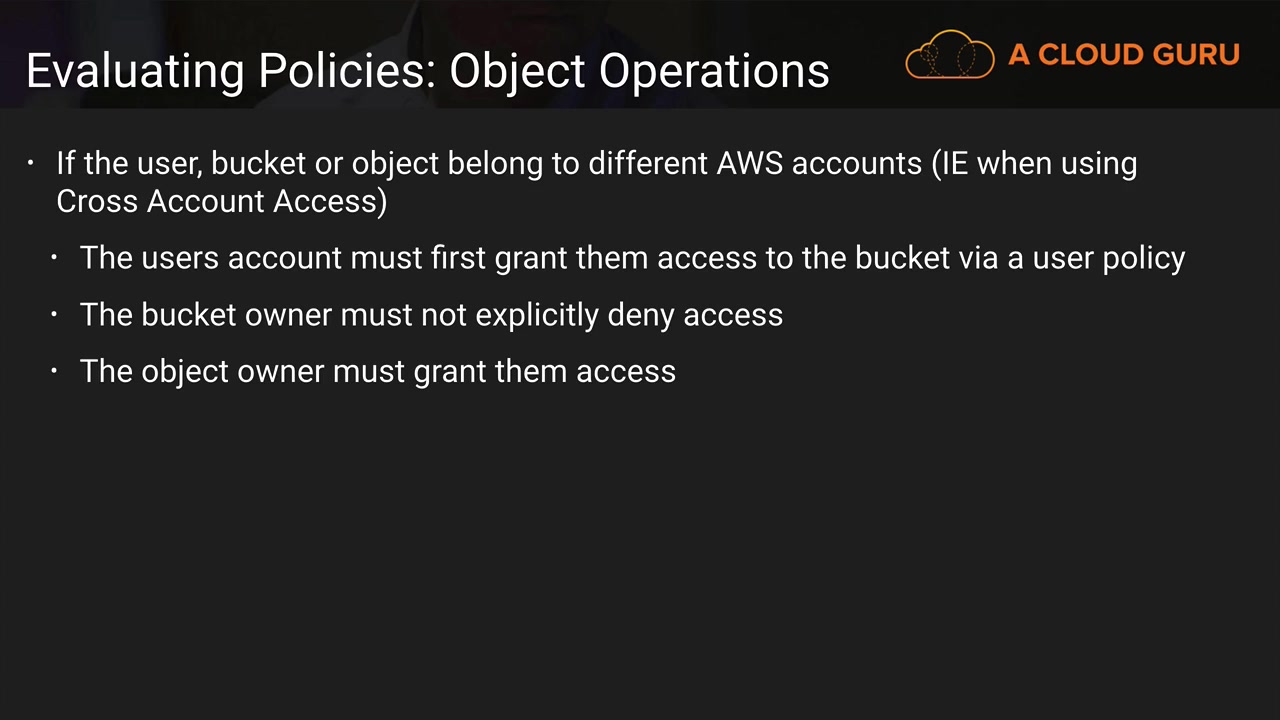 Evaluating Policies: Object Operations
A CLOUD GURU
• If the user, bucket or object belong to different AWS accounts (IE when using
Cross Account Access)
• The users account must first grant them access to the bucket via a user policy
• The bucket owner must not explicitly deny access
• The object owner must grant them access